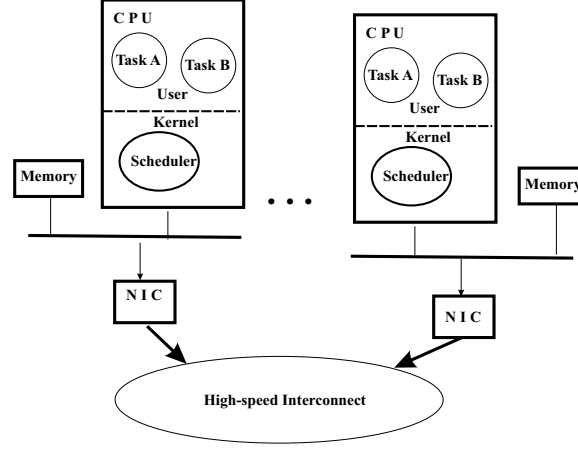 C P U
Task A
Task B
User
Kernel
Scheduler
Memory
N I C
. . .
C P U
Task A
Task B
User
Kernel
Scheduler
Memory
N I C
High-speed Interconnect